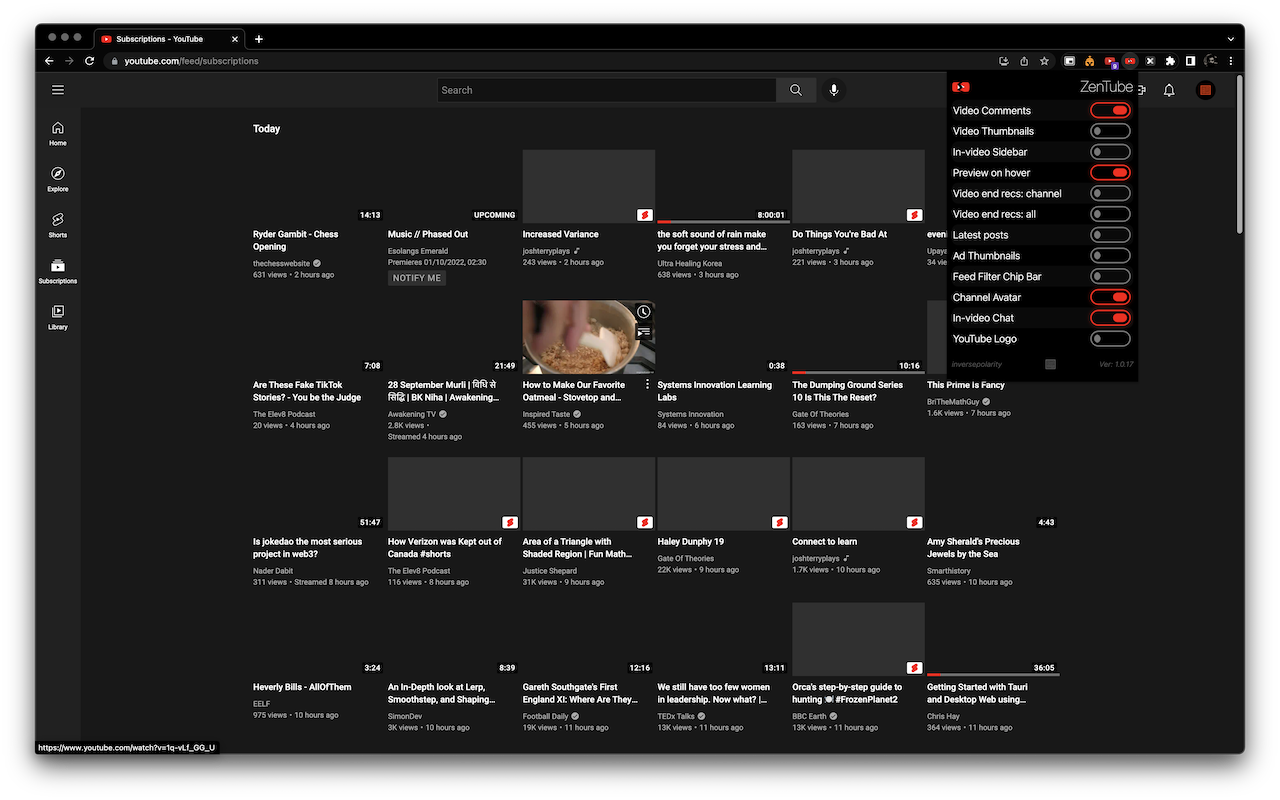 Subscriptions - YouTube
youtube.com/feed/subscriptions
Search
9
ZenTube
Video Comments
Video Thumbnails
In-video Sidebar
Preview on hover
Video end recs: channel
Video end recs: all
Latest posts
Ad Thumbnails
Feed Filter Chip Bar
Channel Avatar
In-video Chat
YouTube Logo
inversepolarity
Ver: 1.0.17
Home
Explore
Shorts
Subscriptions
Library
Today
14:13
Ryder Gambit - Chess
Opening
thechesswebsite
631 views • 2 hours ago
UPCOMING
Music // Phased Out
Esolangs Emerald
Premieres 01/10/2022, 02:30
NOTIFY ME
Increased Variance
joshterryplays
243 views • 2 hours ago
8:00:01
the soft sound of rain make
you forget your stress and...
Ultra Healing Korea
638 views • 3 hours ago
Do Things You're Bad At
joshterryplays
221 views • 3 hours ago
34 vie
7:08
Are These Fake TikTok
Stories? - You be the Judge
The Elev8 Podcast
20 views • 4 hours ago
21:49
28 September Murli | विधि से
सिद्धि | BK Niha | Awakening...
Awakening TV
2.8K views •
Streamed 4 hours ago
How to Make Our Favorite
Oatmeal - Stovetop and...
Inspired Taste
455 views • 5 hours ago
0:38
Systems Innovation Learning
Labs
Systems Innovation
84 views • 6 hours ago
10:16
The Dumping Ground Series
10 Is This The Reset?
Gate Of Theories
163 views • 7 hours ago
This Prime Is Fancy
BriTheMathGuy
1.6K views • 7 hours ago
51:47
Is jokedao the most serious
project in web3?
Nader Dabit
311 views • Streamed 8 hours ago
How Verizon was Kept out of
Canada #shorts
The Elev8 Podcast
116 views • 8 hours ago
Area of a Triangle with
Shaded Region | Fun Math...
Justice Shepard
31K views • 9 hours ago
Haley Dunphy 19
Gate Of Theories
22K views • 9 hours ago
Connect to learn
joshterryplays
1.7K views • 10 hours ago
4:43
Amy Sherald's Precious
Jewels by the Sea
Smarthistory
635 views • 10 hours ago
3:24
Heverly Bills - AllOfThem
EELF
975 views • 10 hours ago
8:39
An In-Depth look at Lerp,
Smoothstep, and Shaping...
SimonDev
3K views • 10 hours ago
12:16
Gareth Southgate's First
England XI: Where Are They...
Football Daily
19K views • 11 hours ago
13:11
We still have too few women
in leadership. Now what? |...
TEDx Talks
13K views • 11 hours ago
Orca's step-by-step guide to
hunting 🍽️ #FrozenPlanet2
BBC Earth
13K views • 11 hours ago
36:05
Getting Started with Tauri
and Desktop Web using...
Chris Hay
364 views • 11 hours ago
https://www.youtube.com/watch?v=1q-vLf_GG_U